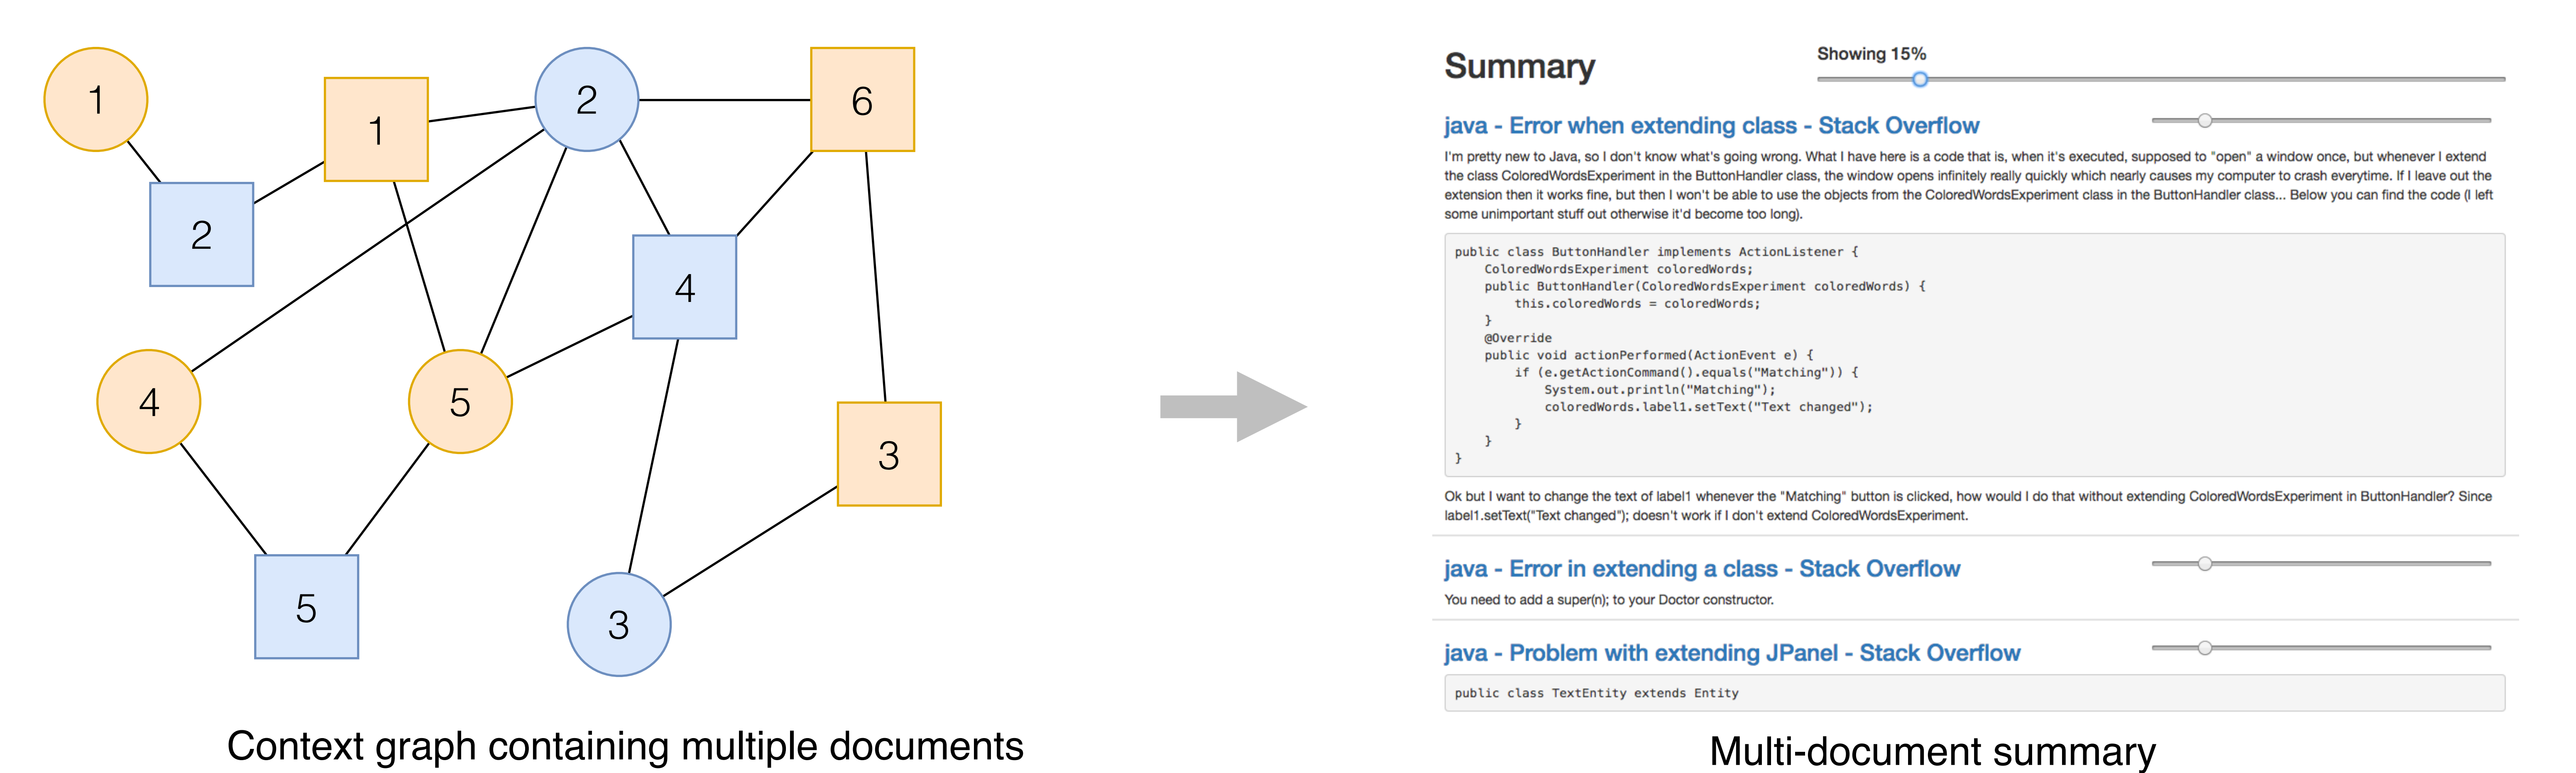 1
1
2
6
2
4
4
5
3
5
3
Context graph containing multiple documents
Summary
Showing 15%
java - Error when extending class - Stack Overflow
I'm pretty new to Java, so I don't know what's going wrong. What I have here is a code that is, when it's executed, supposed to "open" a window once, but whenever I extend
the class ColoredWordsExperiment in the ButtonHandler class, the window opens infinitely really quickly which nearly causes my computer to crash everytime. If I leave out the
extension then it works fine, but then I won't be able to use the objects from the ColoredWordsExperiment class in the ButtonHandler class... Below you can find the code (I left
some unimportant stuff out otherwise it'd become too long).
public class ButtonHandler implements ActionListener {
ColoredWordsExperiment coloredWords;
public ButtonHandler(ColoredWordsExperiment coloredWords) {
this.coloredWords = coloredWords;
}
@Override
public void actionPerformed(ActionEvent e) {
if (e.getActionCommand().equals("Matching")) {
System.out.println("Matching");
coloredWords.label1.setText("Text changed");
}
}
}
Ok but I want to change the text of label1 whenever the "Matching" button is clicked, how would I do that without extending ColoredWordsExperiment in ButtonHandler? Since
label1.setText("Text changed"); doesn't work if I don't extend ColoredWordsExperiment.
java - Error in extending a class - Stack Overflow
You need to add a super(n); to your Doctor constructor.
java - Problem with extending JPanel - Stack Overflow
public class TextEntity extends Entity
Multi-document summary